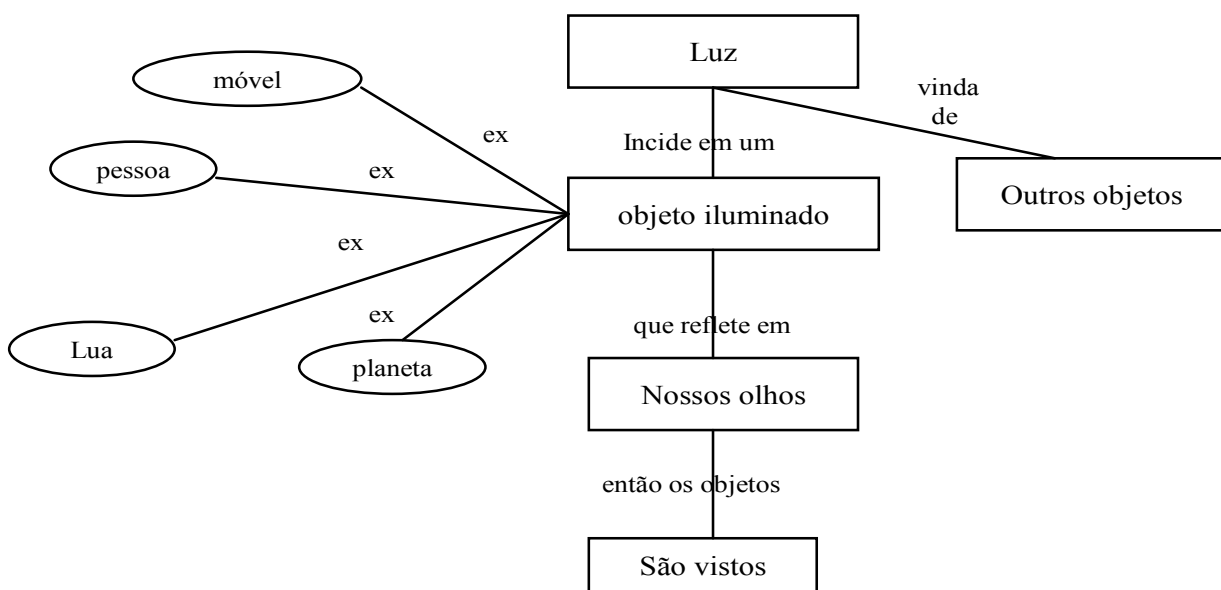 Luz
móvel
vinda
de
ex
Incide em um
pessoa
ex
Outros objetos
objeto iluminado
ex
ex
que reflete em
Lua
planeta
Nossos olhos
então os objetos
São vistos